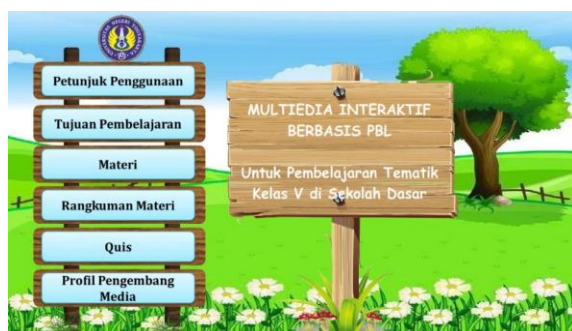 Petunjuk Penggunaan
Tujuan Pembelajaran
Materi
Rangkuman Materi
Quis
Profil Pengembang
Media
MULTIEDIA INTERAKTIF
BERBASIS PBL
Untuk Pembelajaran Tematik
Kelas V di Sekolah Dasar